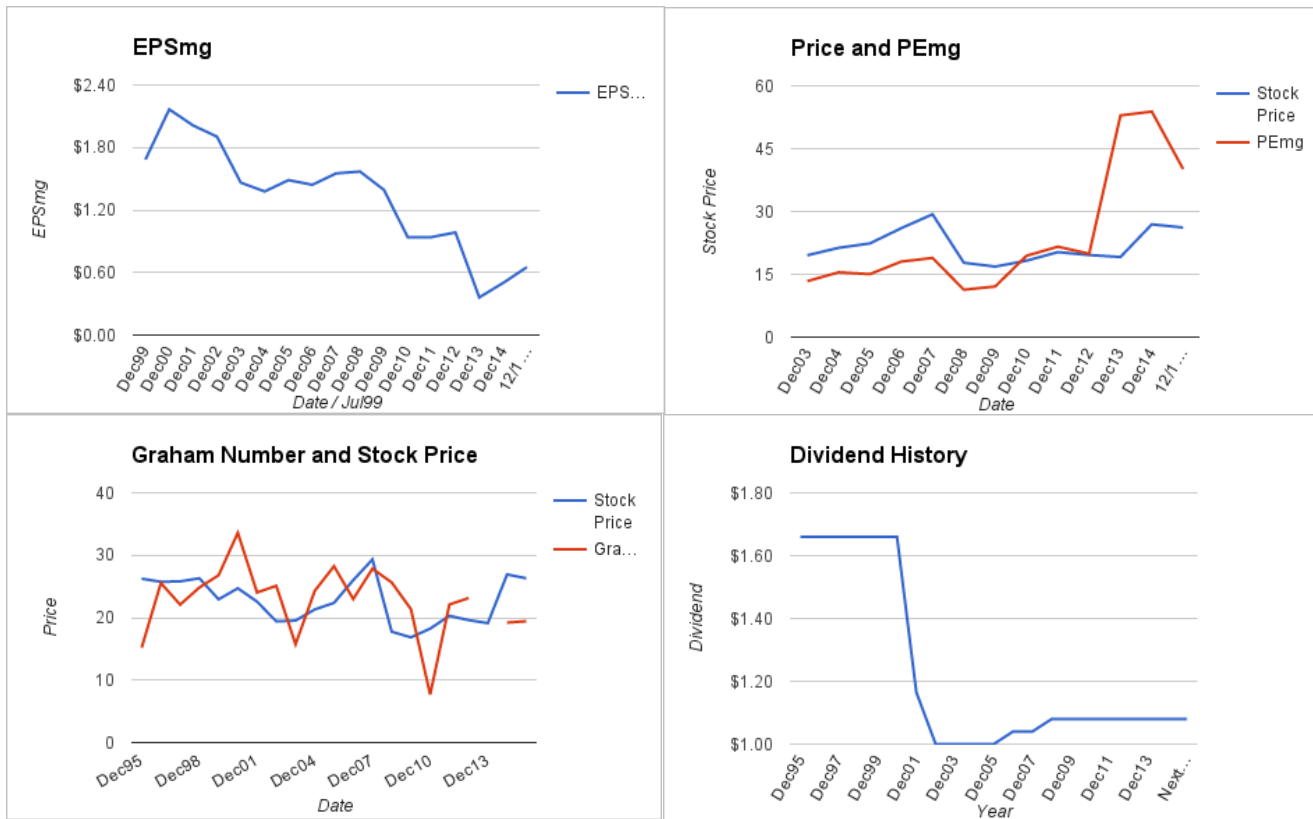 EPSmg
$2.40
$1.80
$1.20
$0.60
$0.00
EPSmg
EPS...
Dec99
Dec00
Dec01
Dec02
Dec03
Dec04
Dec05
Dec06
Dec07
Dec08
Dec09
Dec10
Dec11
Dec12
Dec13
Dec14
12/1...
Date / Jul99
Price and PEmg
60
45
30
15
0
Stock Price
Stock
Price
PEmg
Dec03
Dec04
Dec05
Dec06
Dec07
Dec08
Dec09
Dec10
Dec11
Dec12
Dec13
Dec14
12/1...
Date
Graham Number and Stock Price
40
30
20
10
0
Price
Stock
Price
Gra...
Dec95
Dec98
Dec01
Dec04
Dec07
Dec10
Dec13
Date
Dividend History
$1.80
$1.60
$1.40
$1.20
$1.00
Dividend
Dec95
Dec97
Dec99
Dec01
Dec03
Dec05
Dec07
Dec09
Dec11
Dec13
Next...
Year